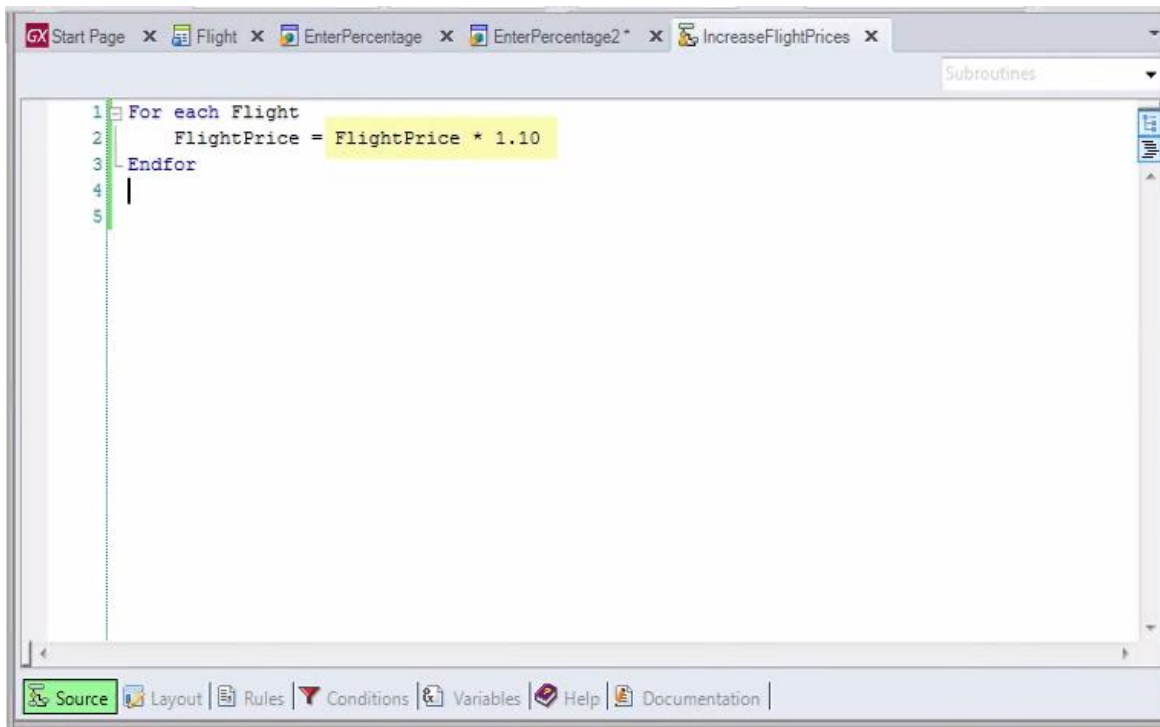 GX Start Page X Flight X EnterPercentage X EnterPercentage2* X IncreaseFlightPrices X
Subroutines
1 For each Flight
2 FlightPrice = FlightPrice * 1.10
3 Endfor
4
5
Source Layout Rules Conditions Variables Help Documentation